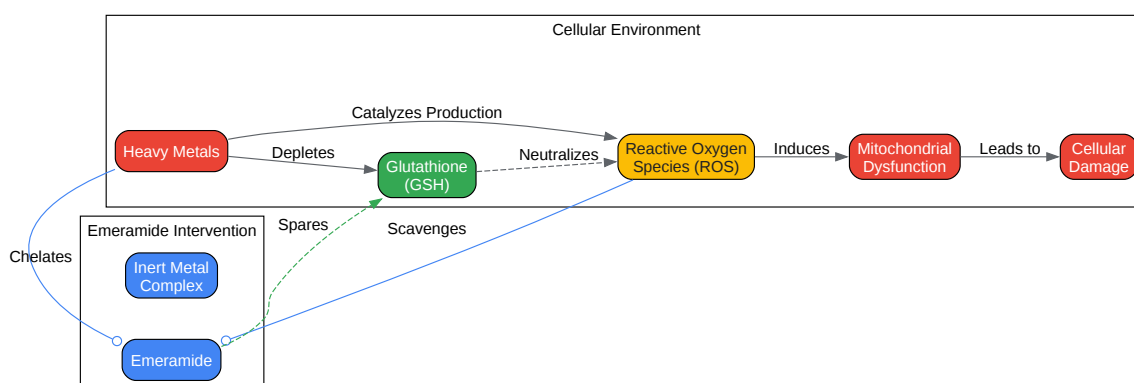 Cellular Environment
Catalyzes Production
Heavy Metals
Depletes
Glutathione
(GSH)
Neutralizes
Reactive Oxygen
Species (ROS)
Induces
Mitochondrial
Dysfunction
Leads to
Cellular
Damage
Emeramide Intervention
Spares
Scavenges
Chelates
Inert Metal
Complex
Emeramide